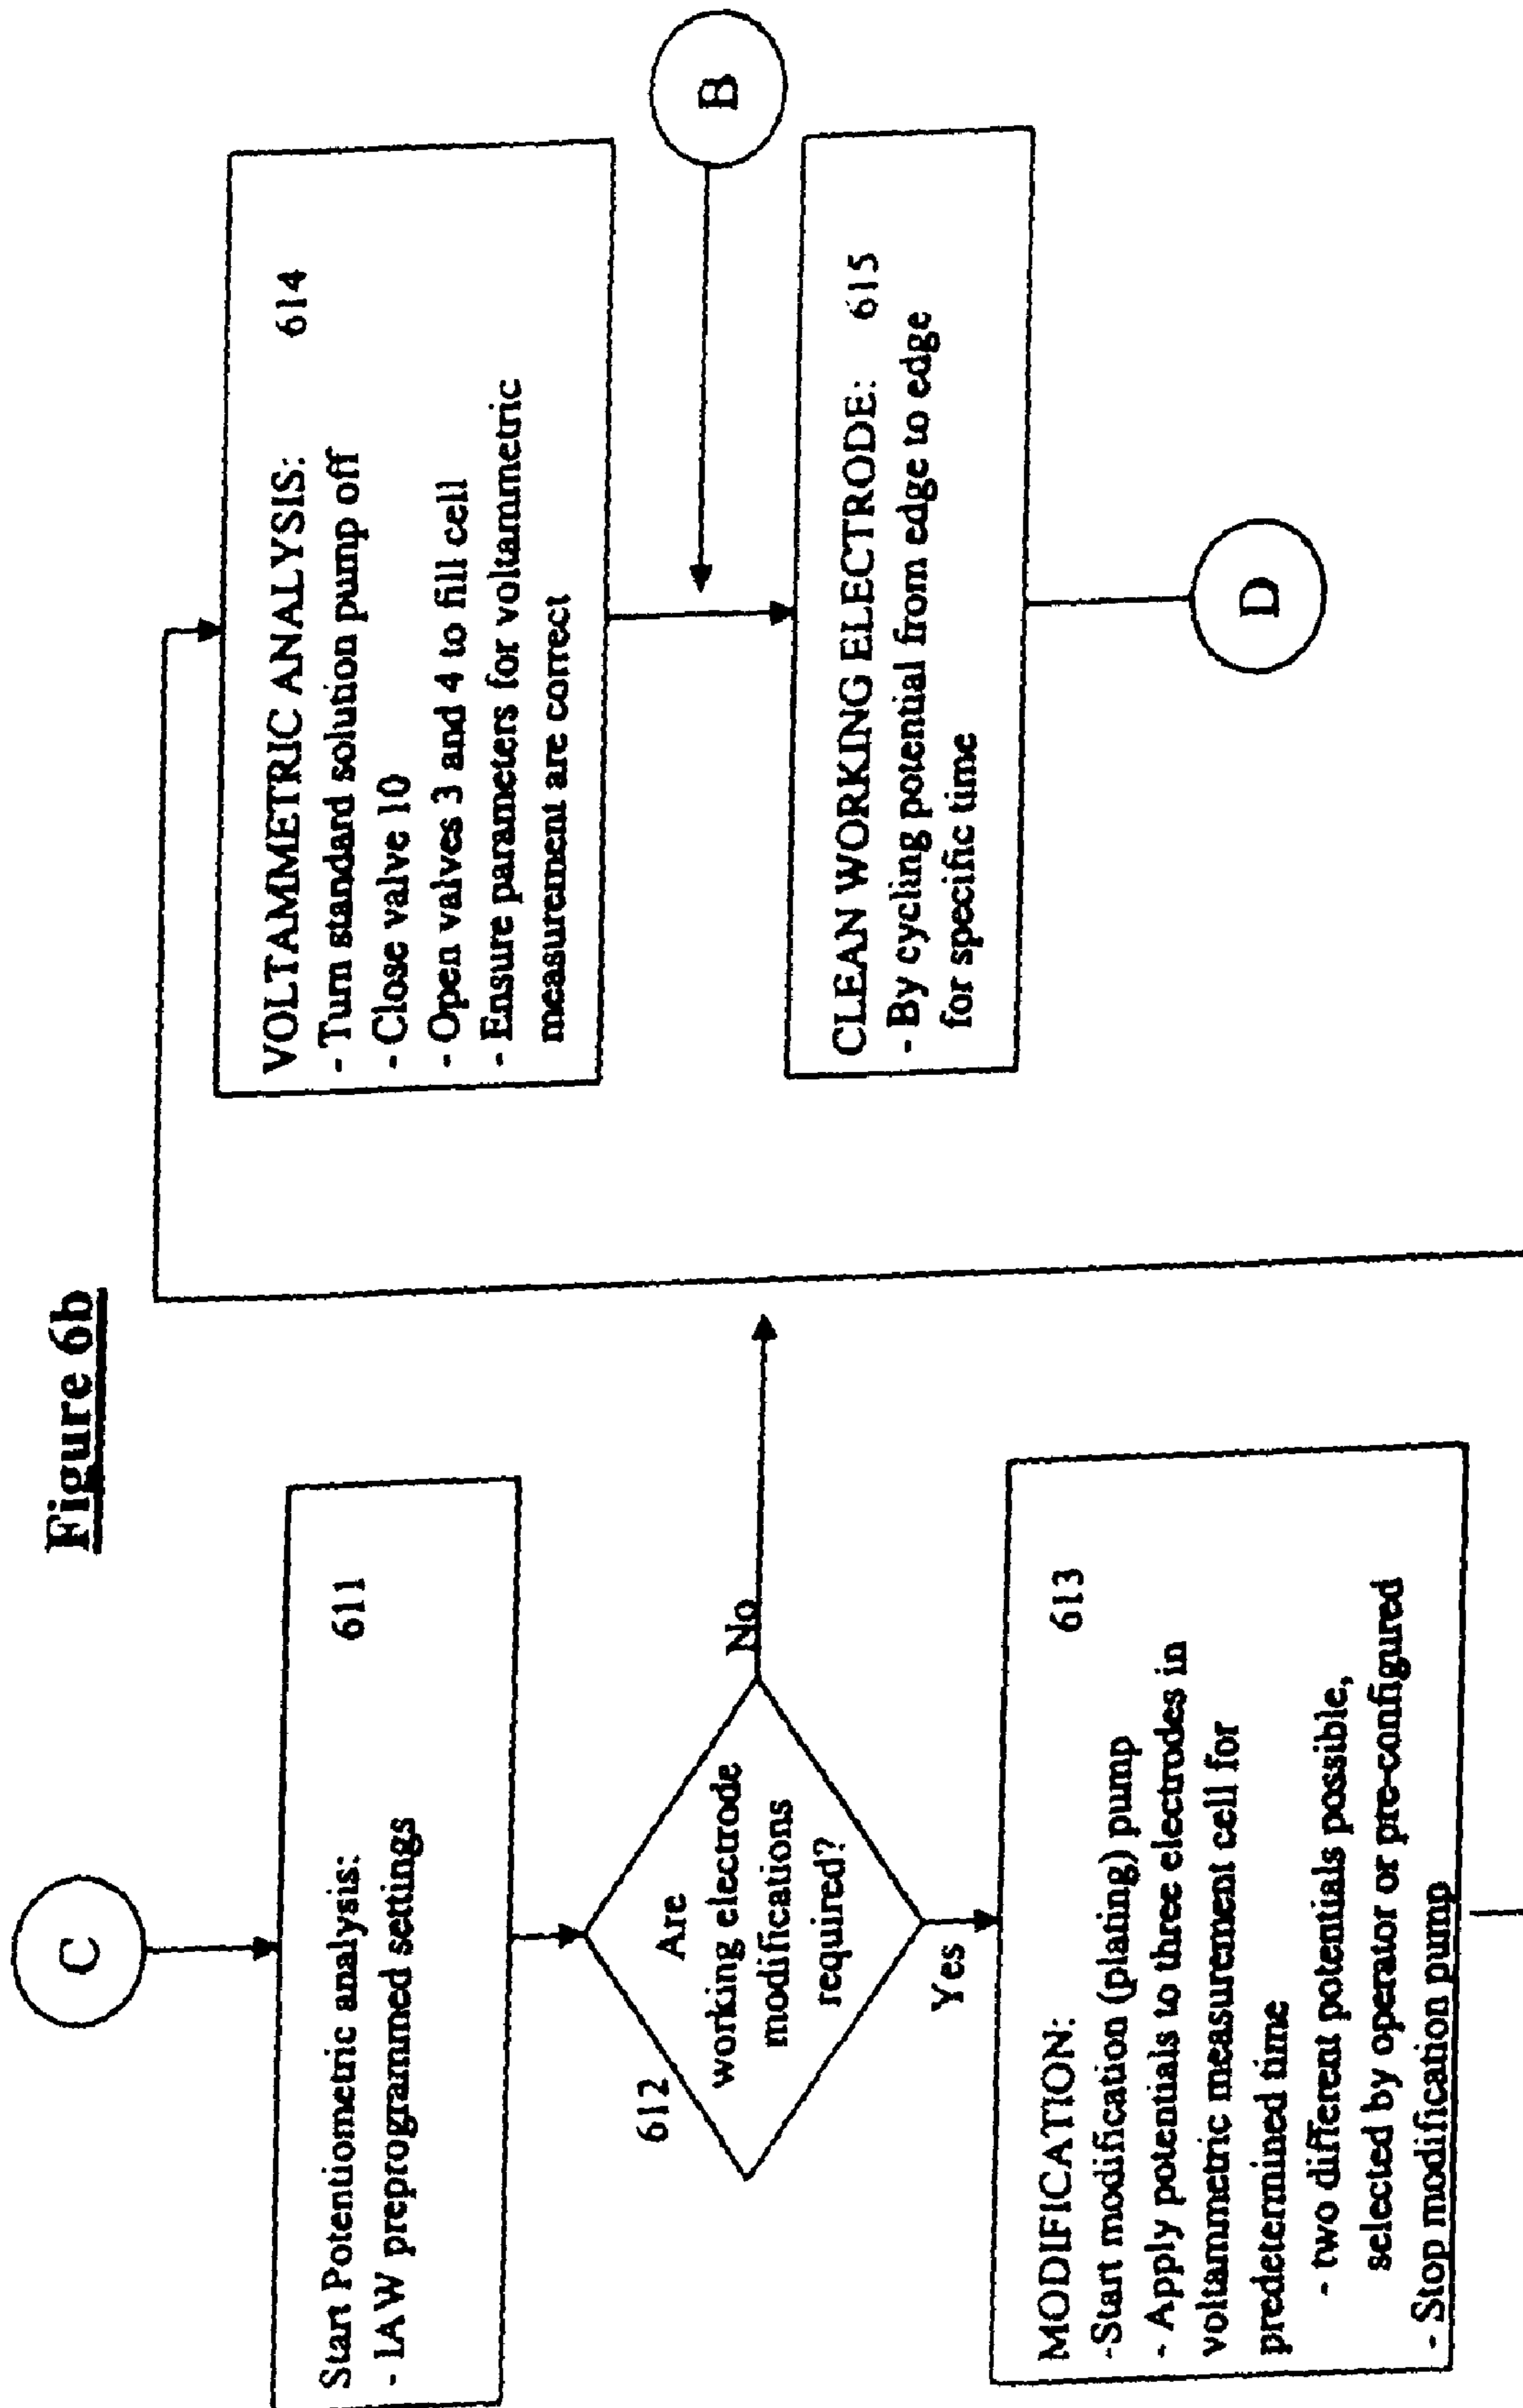 Figure 6b
C
Start Potentiometric analysis: 611
- IAW preprogrammed settings
612
Are
working electrode
modifications
required?
No
Yes
MODIFICATION: 613
-Start modification (plating) pump
- Apply potentials to three electrodes in
voltammetric measurement cell for
predetermined time
- two different potentials possible,
selected by operator or pre-configured
- Stop modification pump
VOLTAMMETRIC ANALYSIS: 614
- Turn standard solution pump off
- Close valve 10
- Open valves 3 and 4 to fill cell
- Ensure parameters for voltammetric
measurement are correct
B
CLEAN WORKING ELECTRODE: 615
- By cycling potential from edge to edge
for specific time
D